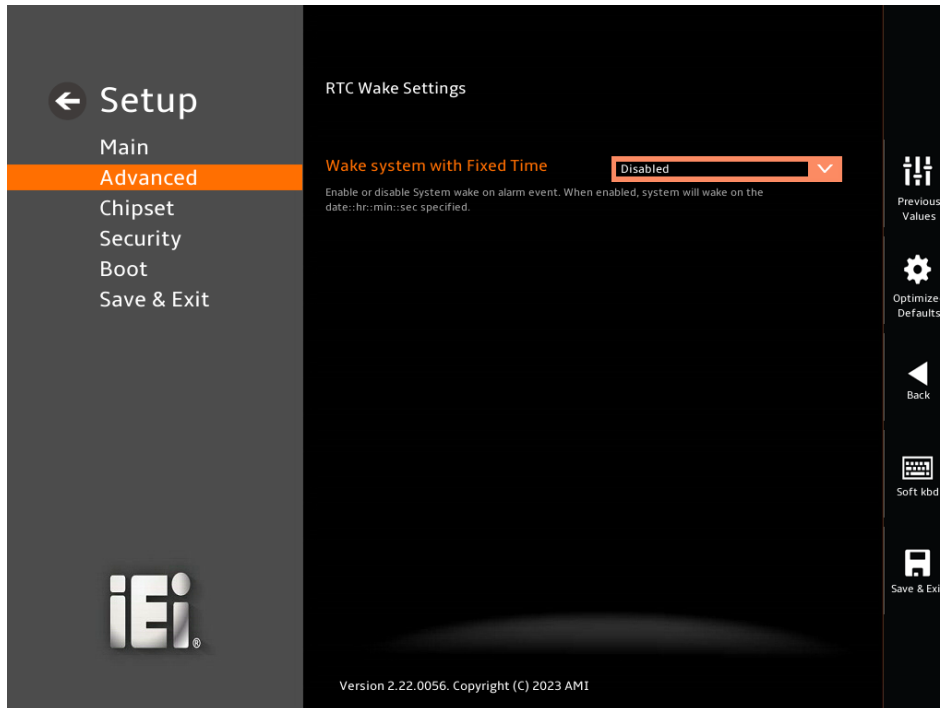 Setup
Main
Advanced
Chipset
Security
Boot
Save & Exit
iEi®
RTC Wake Settings
Wake system with Fixed Time
Disabled
Enable or disable System wake on alarm event. When enabled, system will wake on the
date::hr::min::sec specified.
Version 2.22.0056. Copyright (C) 2023 AMI
Previous
Values
Optimize
Defaults
Back
Soft kbd
Save & Exi